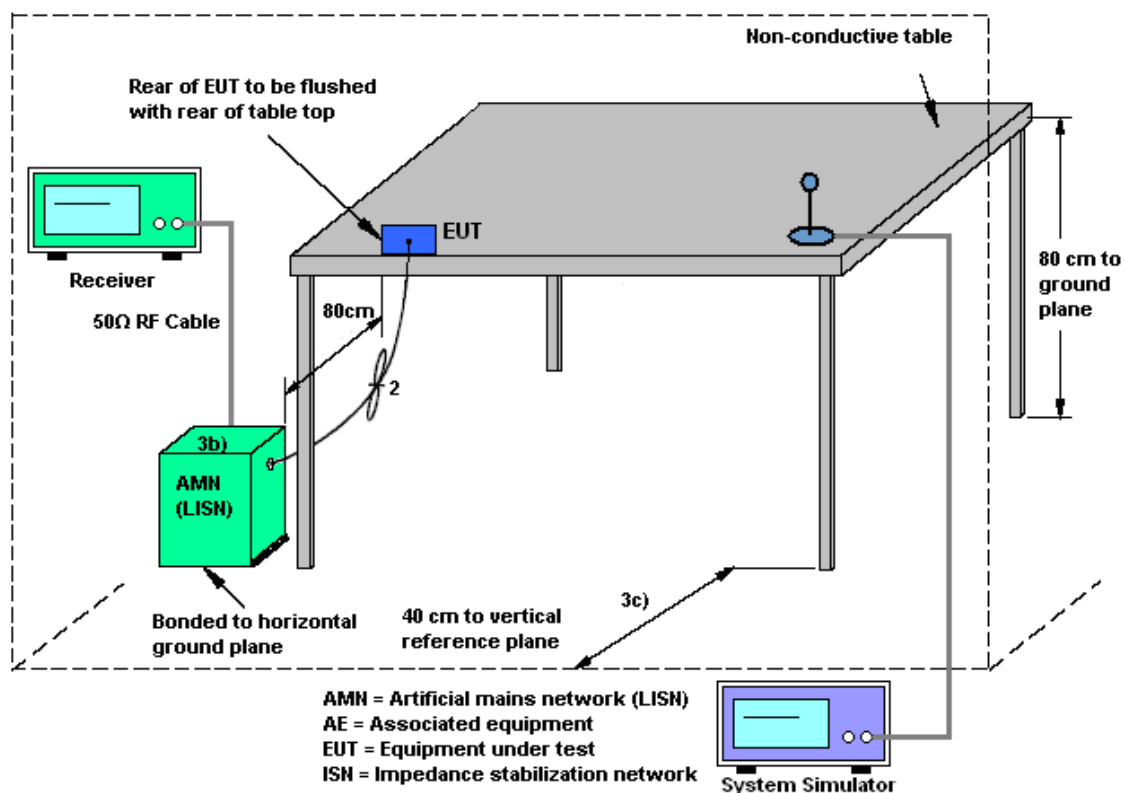 Non-conductive table
Rear of EUT to be flushed
with rear of table top
EUT
Receiver
80cm
80 cm to
ground
plane
50Ω RF Cable
2
3b)
AMN
(LISN)
3c)
Bonded to horizontal
ground plane
40 cm to vertical
reference plane
AMN = Artificial mains network (LISN)
AE = Associated equipment
EUT = Equipment under test
ISN = Impedance stabilization network
System Simulator